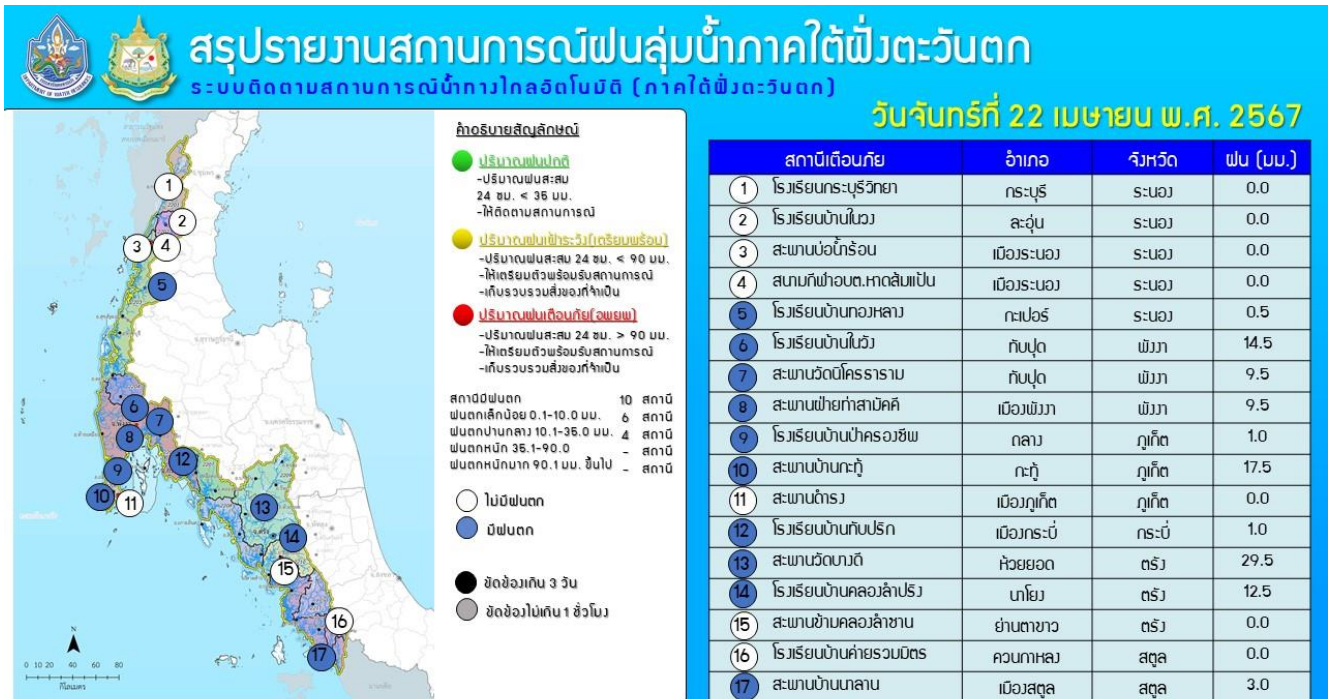 สรุปรายงานสถานการณ์ฝนลุ่มน้ำภาคใต้ฝั่งตะวันตก
ระบบติดตามสถานการณ์น้ำทางไกลอัตโนมัติ (ภาคใต้ฝั่งตะวันตก)
วันจันทร์ที่ 22 เมษายน พ.ศ. 2567
คำอธิบายสัญลักษณ์
ปริมาณฝนปกติ
-ปริมาณฝนสะสม
24 ชม. < 35 มม.
-ให้ติดตามสถานการณ์
ปริมาณฝนเฝ้าระวัง(เตรียมพร้อม)
-ปริมาณฝนสะสม 24 ชม. < 90 มม.
-ให้เตรียมตัวพร้อมรับสถานการณ์
-เก็บรวบรวมสิ่งของที่จำเป็น
ปริมาณฝนเตือนภัย(อพยพ)
-ปริมาณฝนสะสม 24 ชม. > 90 มม.
-ให้เตรียมตัวพร้อมรับสถานการณ์
-เก็บรวบรวมสิ่งของที่จำเป็น
สถานีมีฝนตก 10 สถานี
ฝนตกเล็กน้อย 0.1-10.0 มม. 6 สถานี
ฝนตกปานกลาง 10.1-35.0 มม. 4 สถานี
ฝนตกหนัก 35.1-90.0 - สถานี
ฝนตกหนักมาก 90.1 มม. ขึ้นไป - สถานี
ไม่มีฝนตก
มีฝนตก
ขัดข้องเกิน 3 วัน
ขัดข้องไม่เกิน 1 ชั่วโมง
1
2
3
4
5
6
7
8
9
10
11
12
13
14
15
16
17
N
0 10 20 40 60 80
กิโลเมตร
สถานีเตือนภัย อำเภอ จังหวัด ฝน (มม.)
1 โรงเรียนกระบุรีวิทยา กระบุรี ระนอง 0.0
2 โรงเรียนบ้านในวง ละอุ่น ระนอง 0.0
3 สะพานบ่อน้ำร้อน เมืองระนอง ระนอง 0.0
4 สนามกีฬาอบต.หาดส้มแป้น เมืองระนอง ระนอง 0.0
5 โรงเรียนบ้านทองหลาง กะเปอร์ ระนอง 0.5
6 โรงเรียนบ้านในวัง ทับปุด พังงา 14.5
7 สะพานวัดนิโครธาราม ทับปุด พังงา 9.5
8 สะพานฝ่ายท่าสามัคคี เมืองพังงา พังงา 9.5
9 โรงเรียนบ้านป่าครองชีพ ถลาง ภูเก็ต 1.0
10 สะพานบ้านกะทู้ กะทู้ ภูเก็ต 17.5
11 สะพานดำรง เมืองภูเก็ต ภูเก็ต 0.0
12 โรงเรียนบ้านทับปริก เมืองกระบี่ กระบี่ 1.0
13 สะพานวัดบางดี ห้วยยอด ตรัง 29.5
14 โรงเรียนบ้านคลองลำปริง นาโยง ตรัง 12.5
15 สะพานข้ามคลองลำชาน ย่านตาขาว ตรัง 0.0
16 โรงเรียนบ้านค่ายรวมมิตร ควนกาหลง สตูล 0.0
17 สะพานบ้านนาลาน เมืองสตูล สตูล 3.0